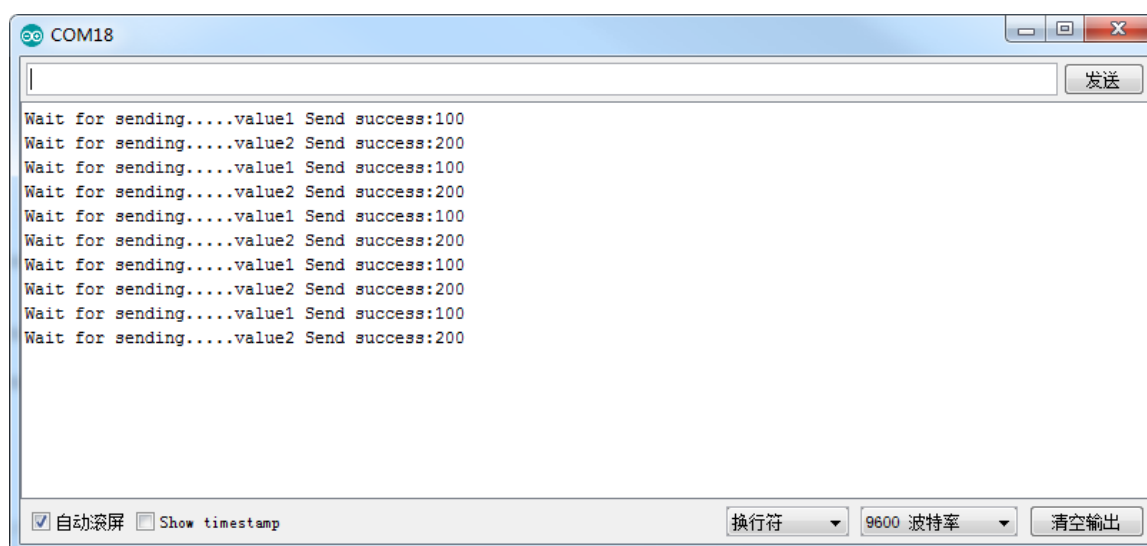 COM18
发送
Wait for sending.....value1 Send success:100
Wait for sending.....value2 Send success:200
Wait for sending.....value1 Send success:100
Wait for sending.....value2 Send success:200
Wait for sending.....value1 Send success:100
Wait for sending.....value2 Send success:200
Wait for sending.....value1 Send success:100
Wait for sending.....value2 Send success:200
Wait for sending.....value1 Send success:100
Wait for sending.....value2 Send success:200
自动滚屏 Show timestamp 换行符 9600 波特率 清空输出